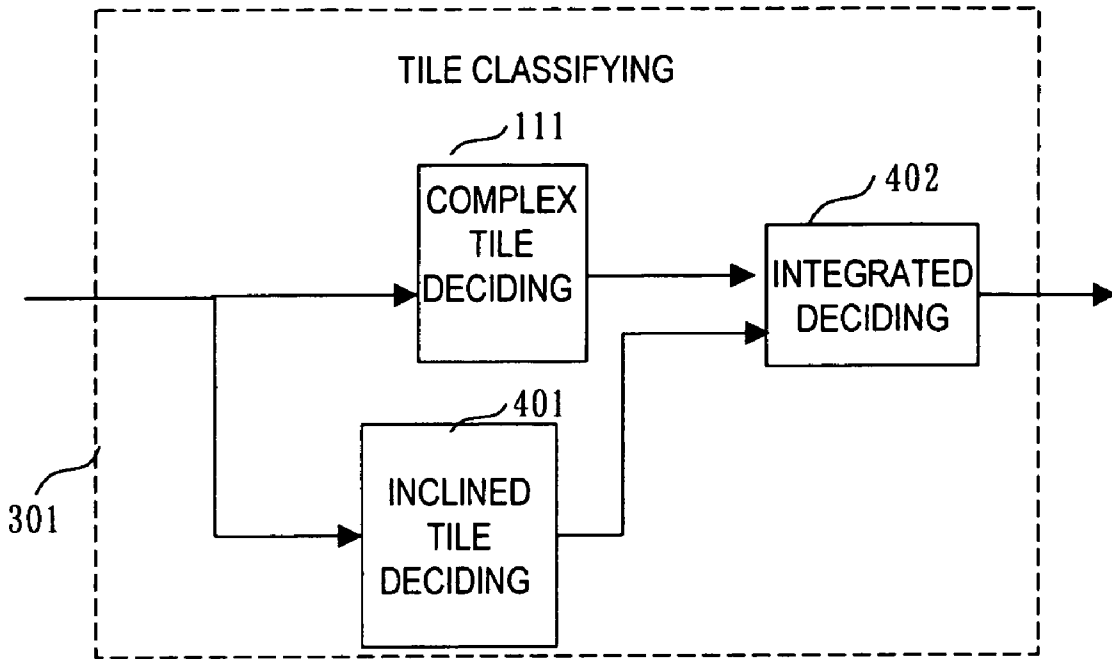 TILE CLASSIFYING
111
COMPLEX
TILE
DECIDING
402
INTEGRATED
DECIDING
401
INCLINED
TILE
DECIDING
301